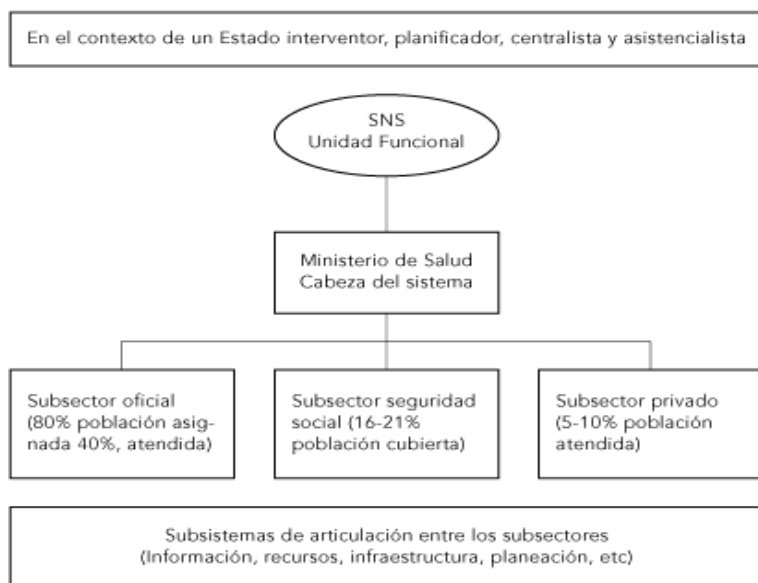 En el contexto de un Estado interventor, planificador, centralista y asistencialista
SNS
Unidad Funcional
Ministerio de Salud
Cabeza del sistema
Subsector oficial
(80% población asig-
nada 40%, atendida)
Subsector seguridad
social (16-21%
población cubierta)
Subsector privado
(5-10% población
atendida)
Subsistemas de articulación entre los subsectores
(Información, recursos, infraestructura, planeación, etc)